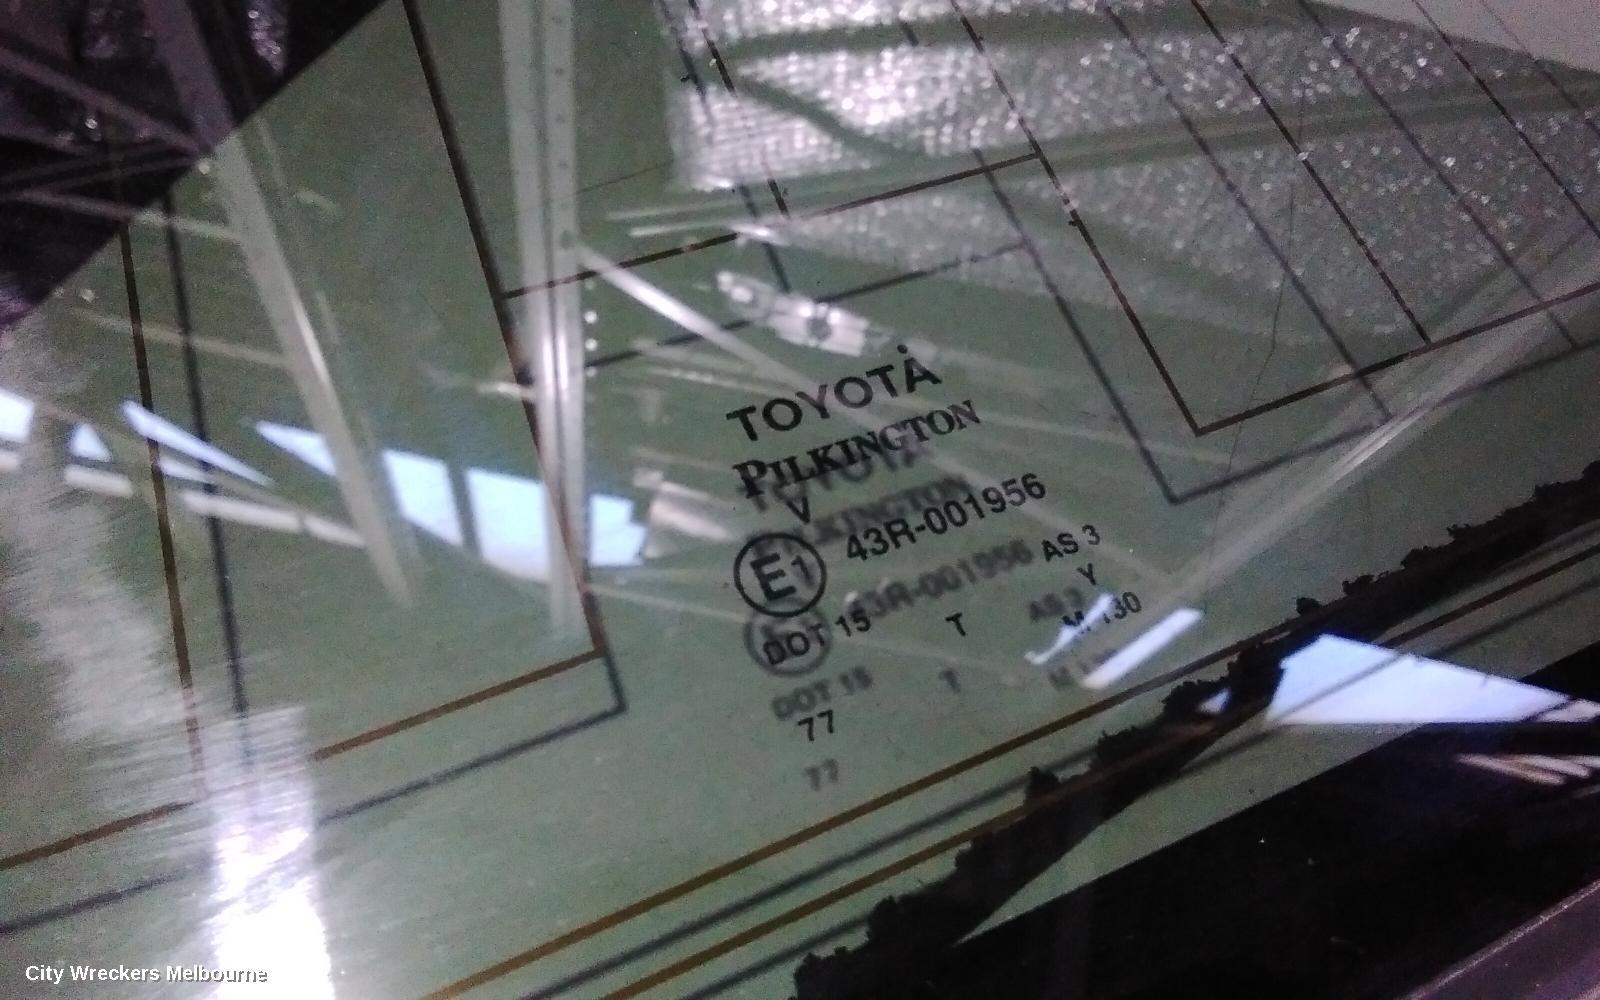 TOYOTA
PILKINGTON
V
E1 43R-001956
AS 3
Y
DOT 15 T M 130
77
City Wreckers Melbourne